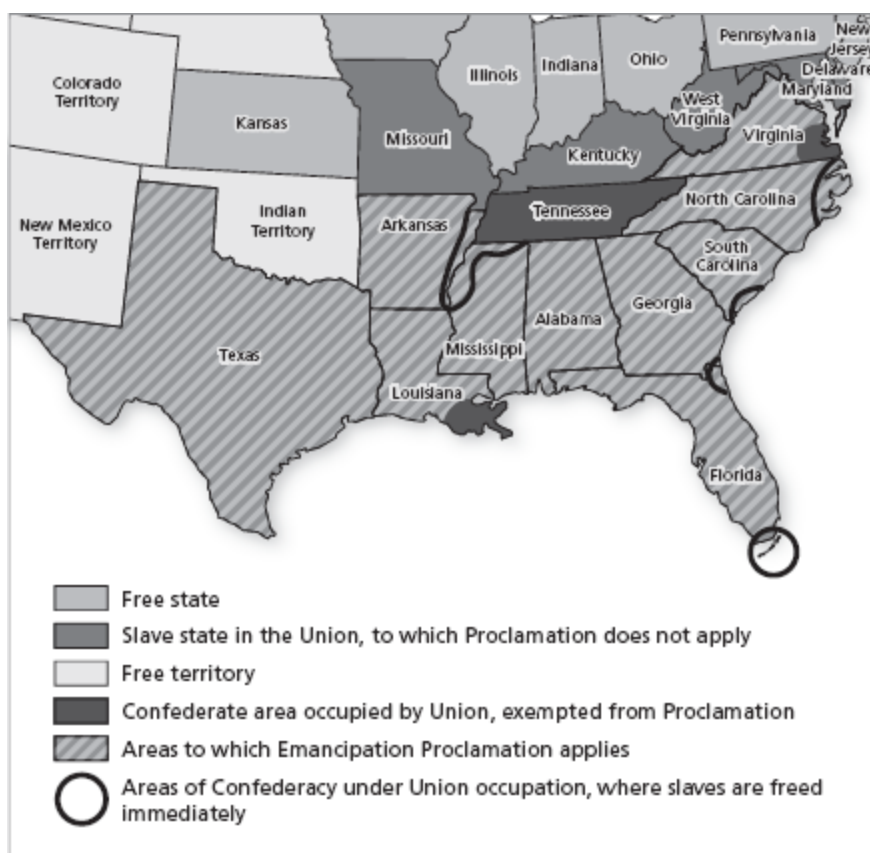 Pennsylvania
New
Jersey
Colorado
Territory
Illinois
Indiana
Ohio
Delaware
Maryland
West
Virginia
Kansas
Missouri
Kentucky
Virginia
New Mexico
Territory
Indian
Territory
Arkansas
Tennessee
North Carolina
South
Carolina
Texas
Mississippi
Alabama
Georgia
Louisiana
Florida
Free state
Slave state in the Union, to which Proclamation does not apply
Free territory
Confederate area occupied by Union, exempted from Proclamation
Areas to which Emancipation Proclamation applies
Areas of Confederacy under Union occupation, where slaves are freed
immediately